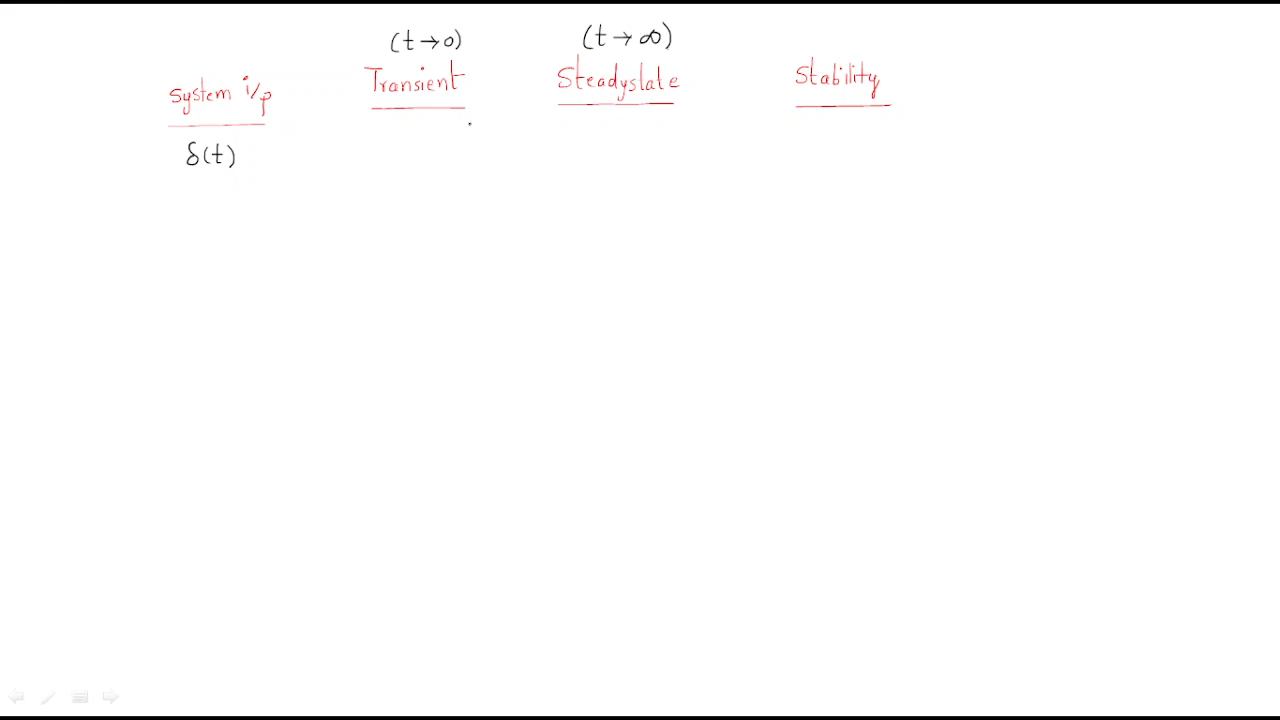 (t→0) (t→∞)
System i/p Transient Steadystate Stability
δ(t)